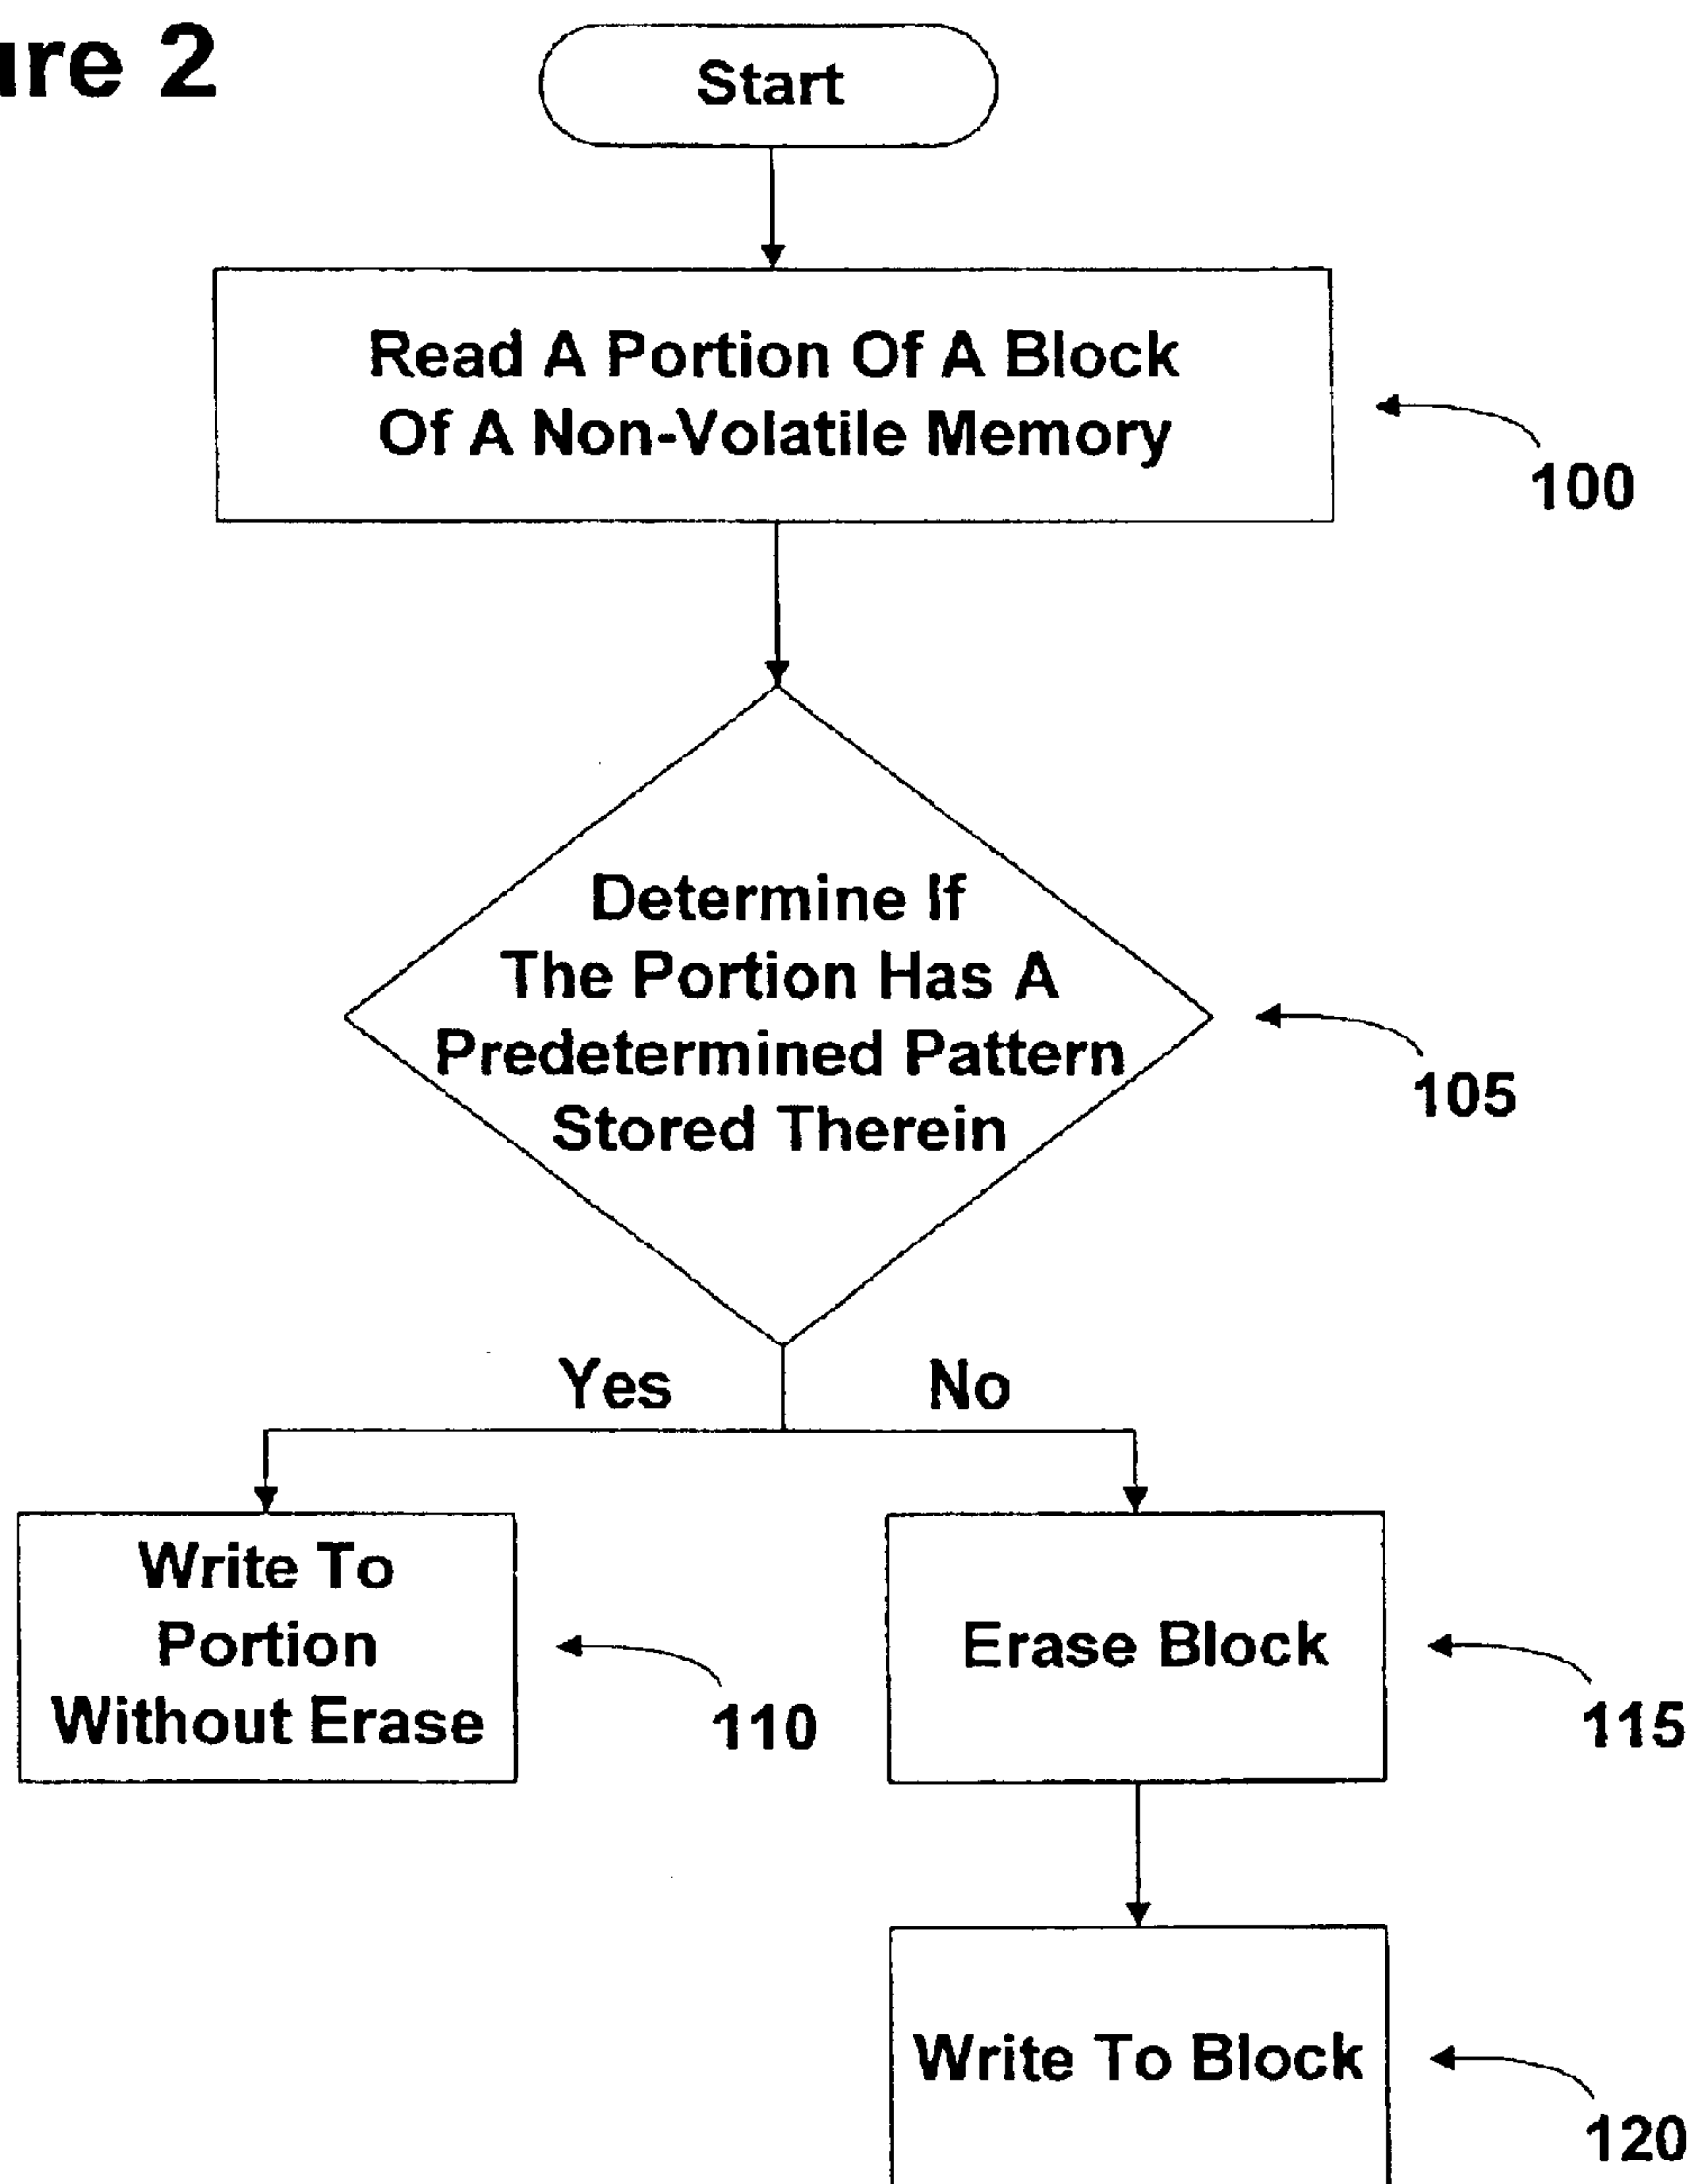 ure 2
Start
Read A Portion Of A Block
Of A Non-Volatile Memory
100
Determine If
The Portion Has A
Predetermined Pattern
Stored Therein
105
Yes
No
Write To
Portion
Without Erase
110
Erase Block
115
Write To Block
120